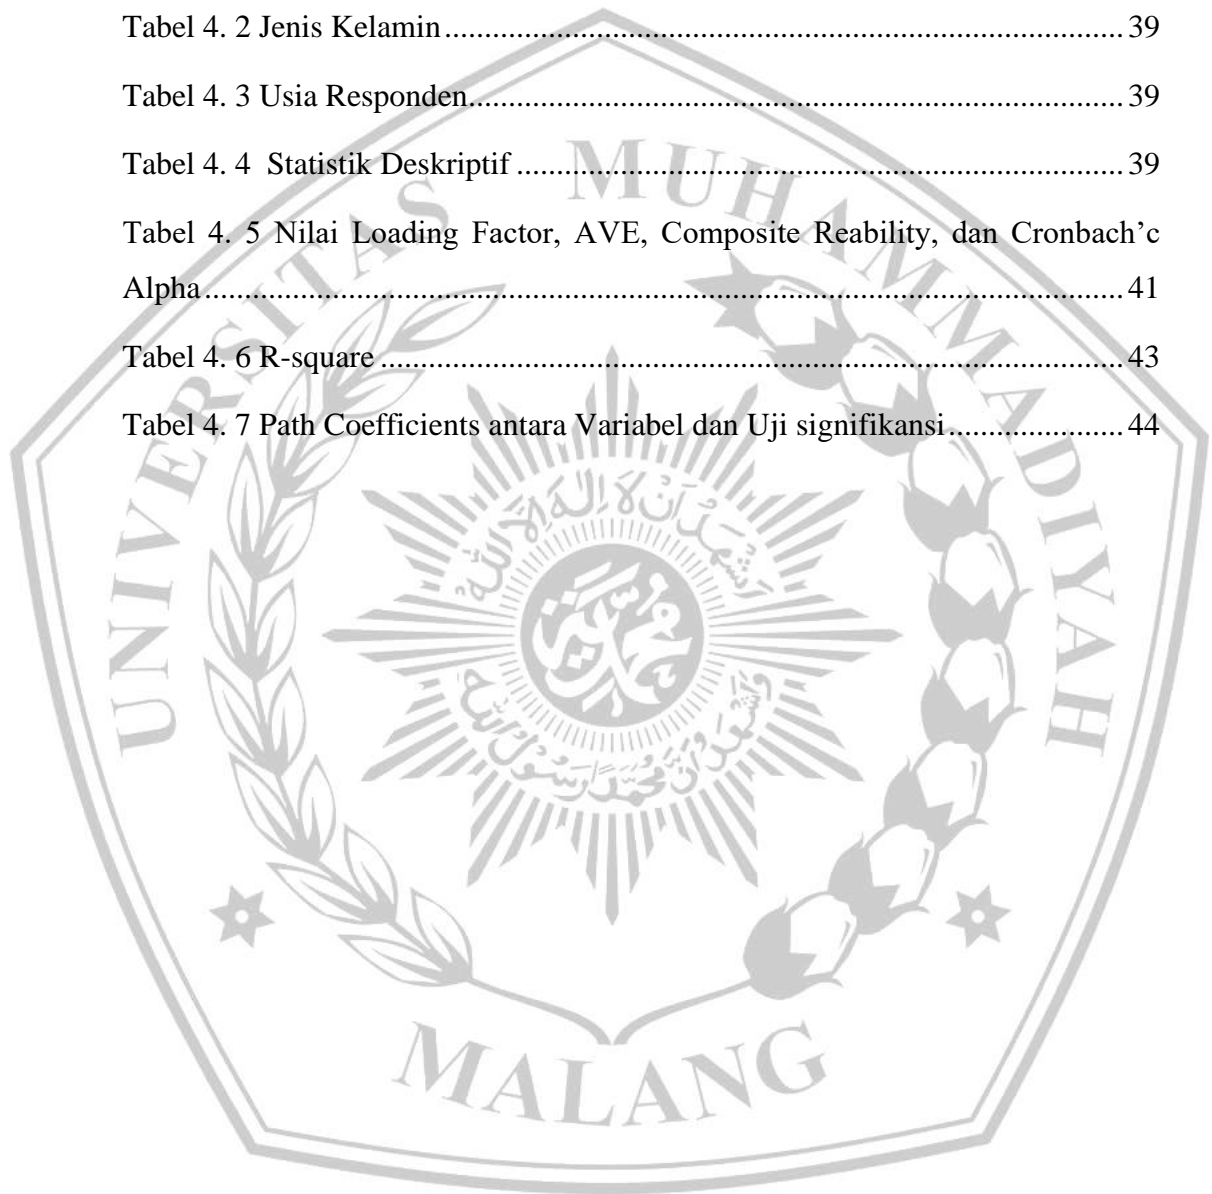 Tabel 4. 2 Jenis Kelamin........................................................................................ 39
Tabel 4. 3 Usia Responden..................................................................................... 39
Tabel 4. 4  Statistik Deskriptif ............................................................................... 39
Tabel 4. 5 Nilai Loading Factor, AVE, Composite Reability, dan Cronbach’c
Alpha....................................................................................................................... 41
Tabel 4. 6 R-square ................................................................................................ 43
Tabel 4. 7 Path Coefficients antara Variabel dan Uji signifikansi...................... 44
UNIVERSITAS MUHAMMADIYAH
MALANG